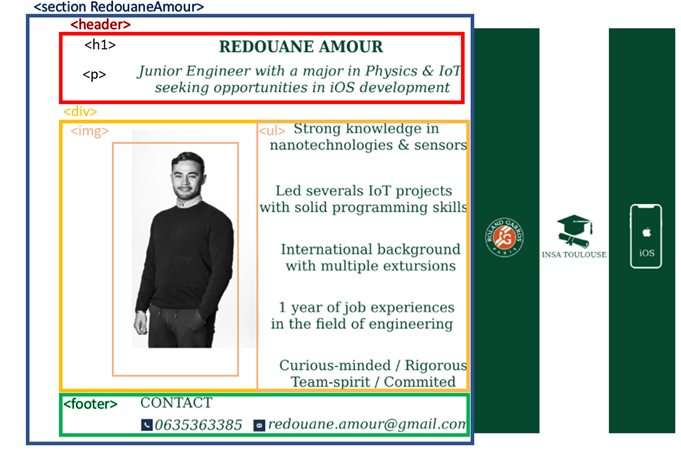 <section RedouaneAmour>
<header>
<h1>
REDOUANE AMOUR
<p>
Junior Engineer with a major in Physics & IoT
seeking opportunities in iOS development
<div>
<img>
<ul>
Strong knowledge in
nanotechnologies & sensors
Led severals IoT projects
with solid programming skills
International background
with multiple extursions
1 year of job experiences
in the field of engineering
Curious-minded / Rigorous
Team-spirit / Commited
<footer>
CONTACT
0635363385
redouane.amour@gmail.com
ROLAND GARROS
PARIS
INSA TOULOUSE
iOS